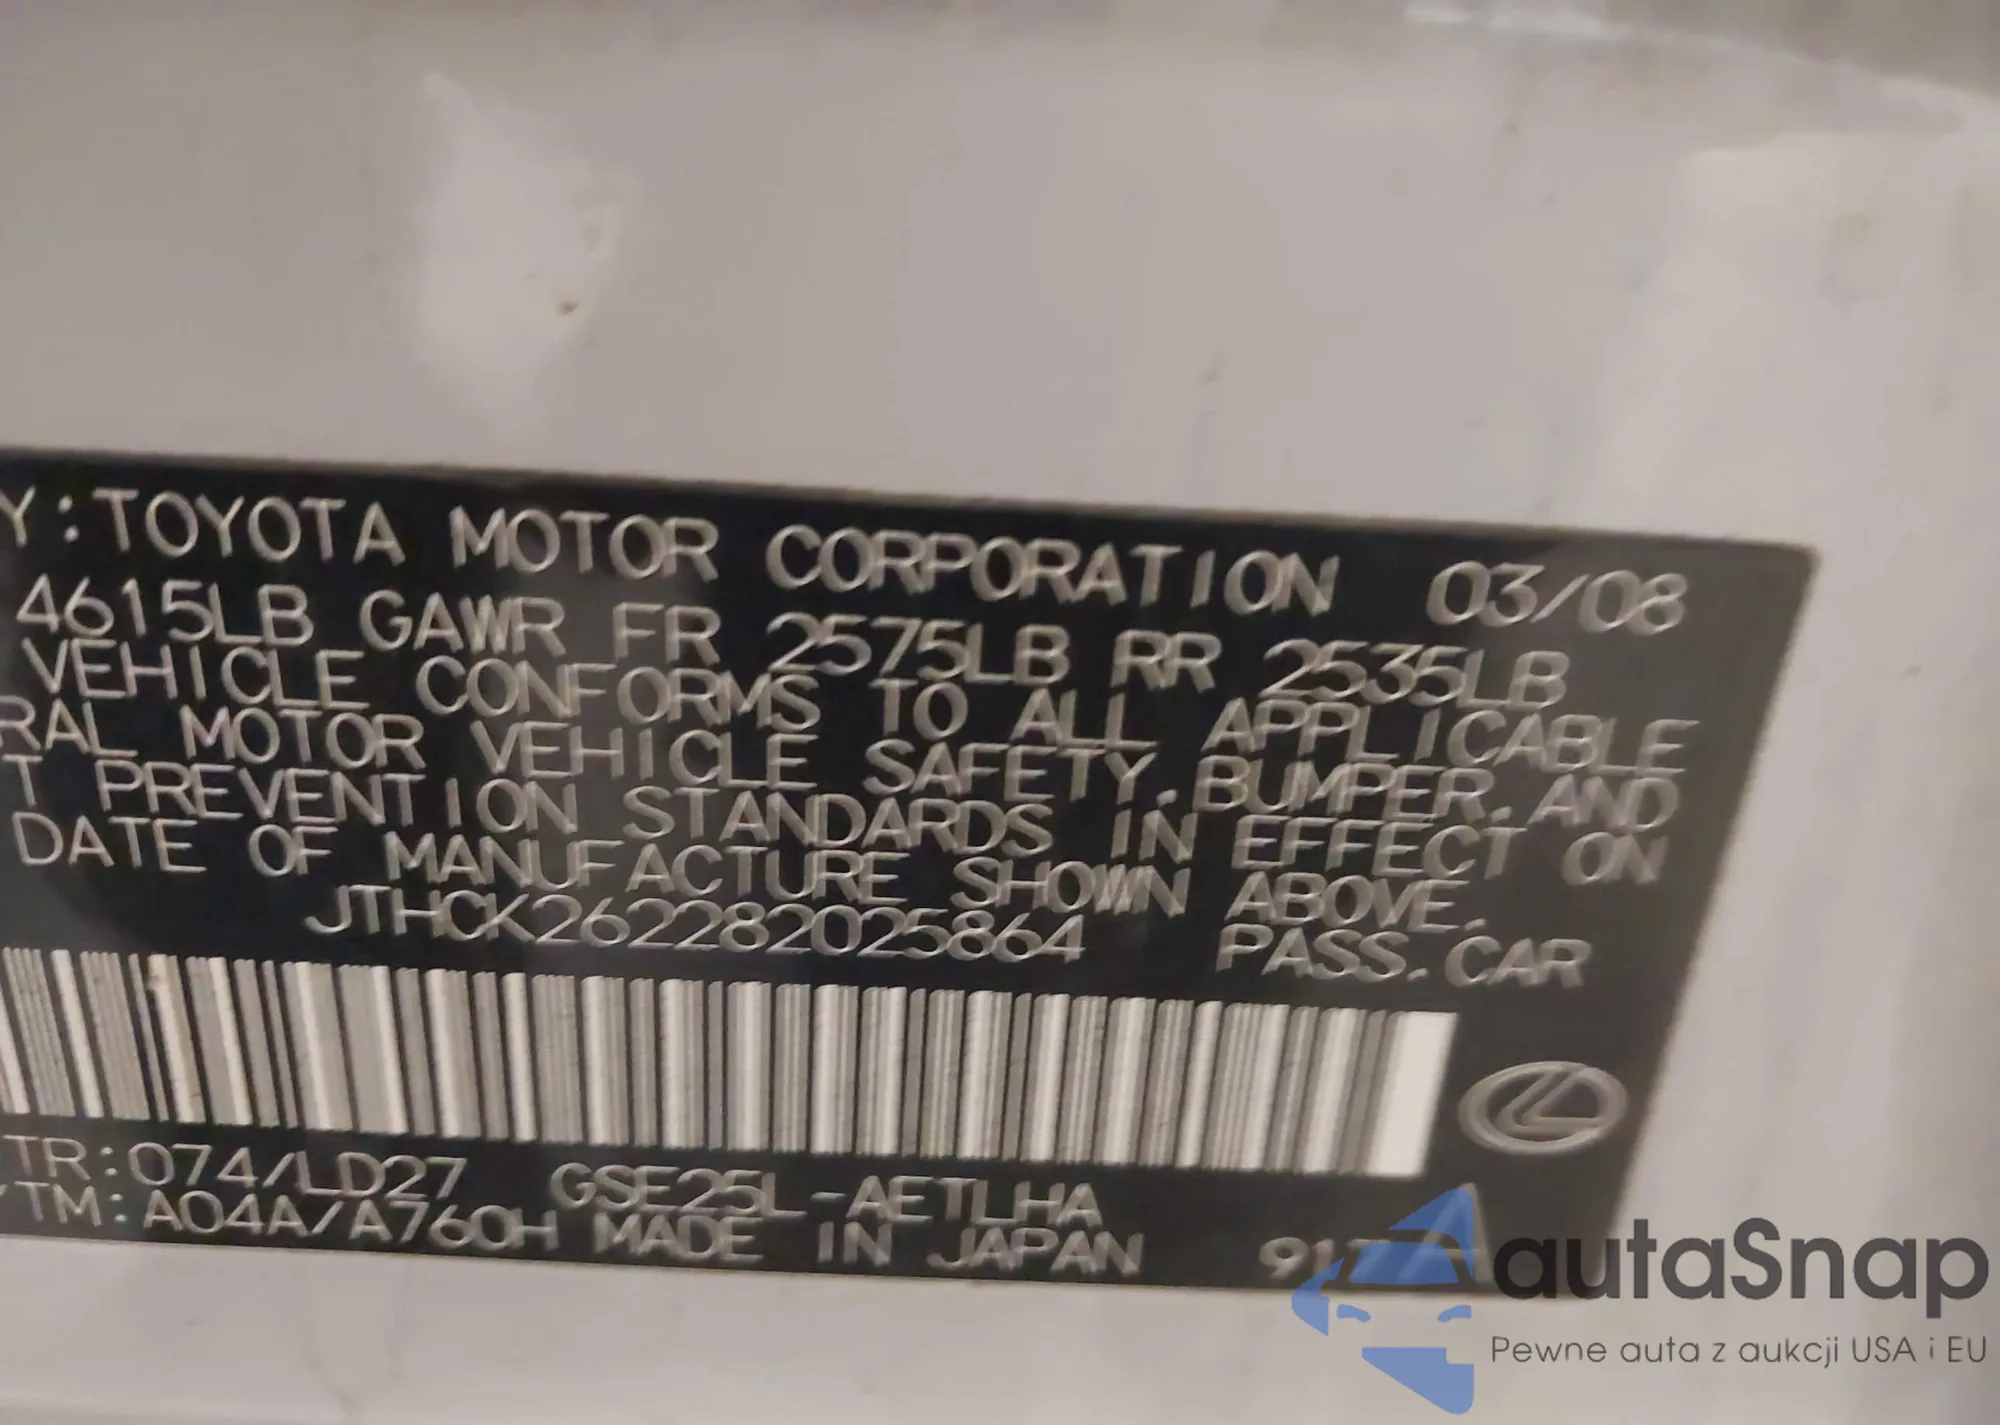 Y:TOYOTA MOTOR CORPORATION 03/08
4615LB GAWR FR 2575LB RR 2535LB
VEHICLE CONFORMS TO ALL APPLICABLE
RAL MOTOR VEHICLE SAFETY,BUMPER,AND
T PREVENTION STANDARDS IN EFFECT ON
DATE OF MANUFACTURE SHOWN ABOVE.
JTHCK262282025864 PASS.CAR
TR:074/LD27 GSE25L-AETLHA
TM:A04A/A760H MADE IN JAPAN
autaSnap
Pewne auta z aukcji USA i EU